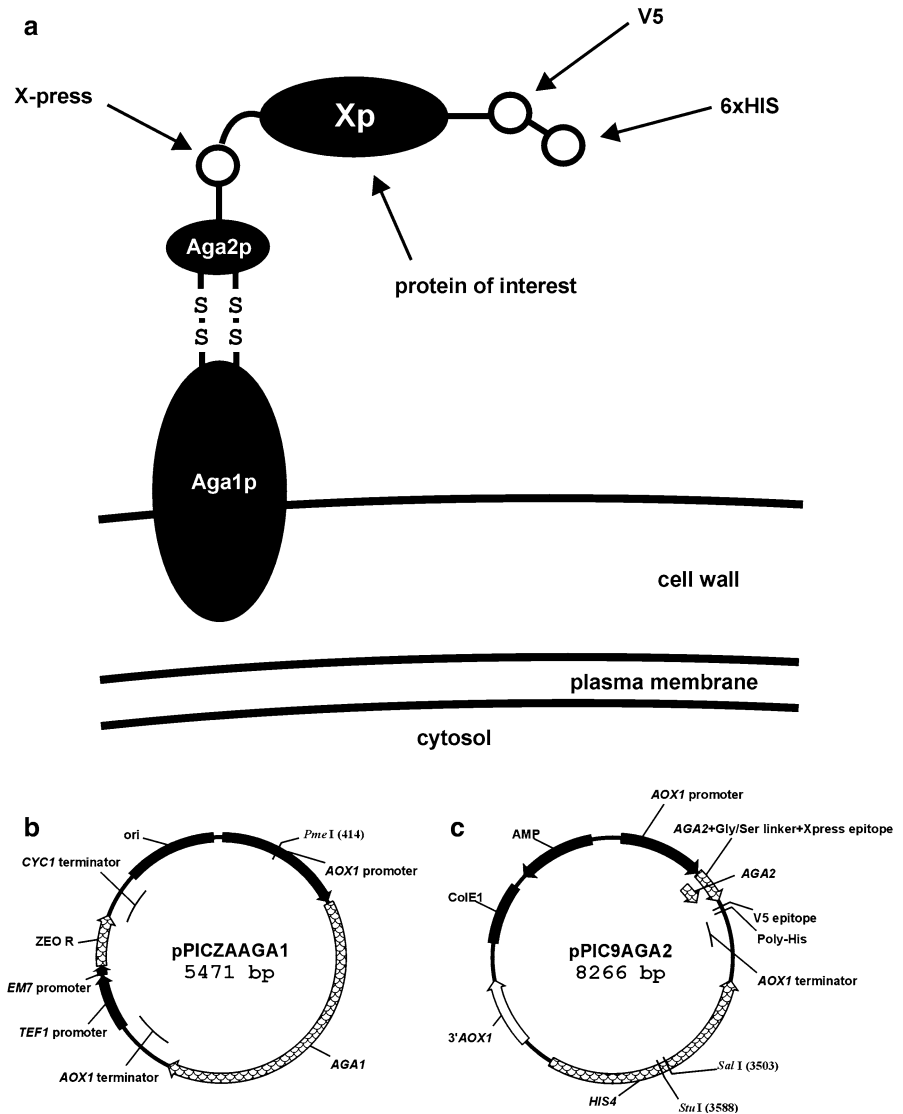 a
V5
X-press
Xp
6xHIS
Aga2p
protein of interest
S S
S S
Aga1p
cell wall
plasma membrane
cytosol
b
ori
PmeI (414)
CYC1 terminator
AOX1 promoter
ZEO R
pPICZAAGA1
5471 bp
EM7 promoter
TEF1 promoter
AOX1 terminator
AGA1
c
AOX1 promoter
AMP
AGA2+Gly/Ser linker+Xpress epitope
AGA2
ColE1
V5 epitope
Poly-His
pPIC9AGA2
8266 bp
AOX1 terminator
3'AOX1
SalI (3503)
HIS4
StuI (3588)